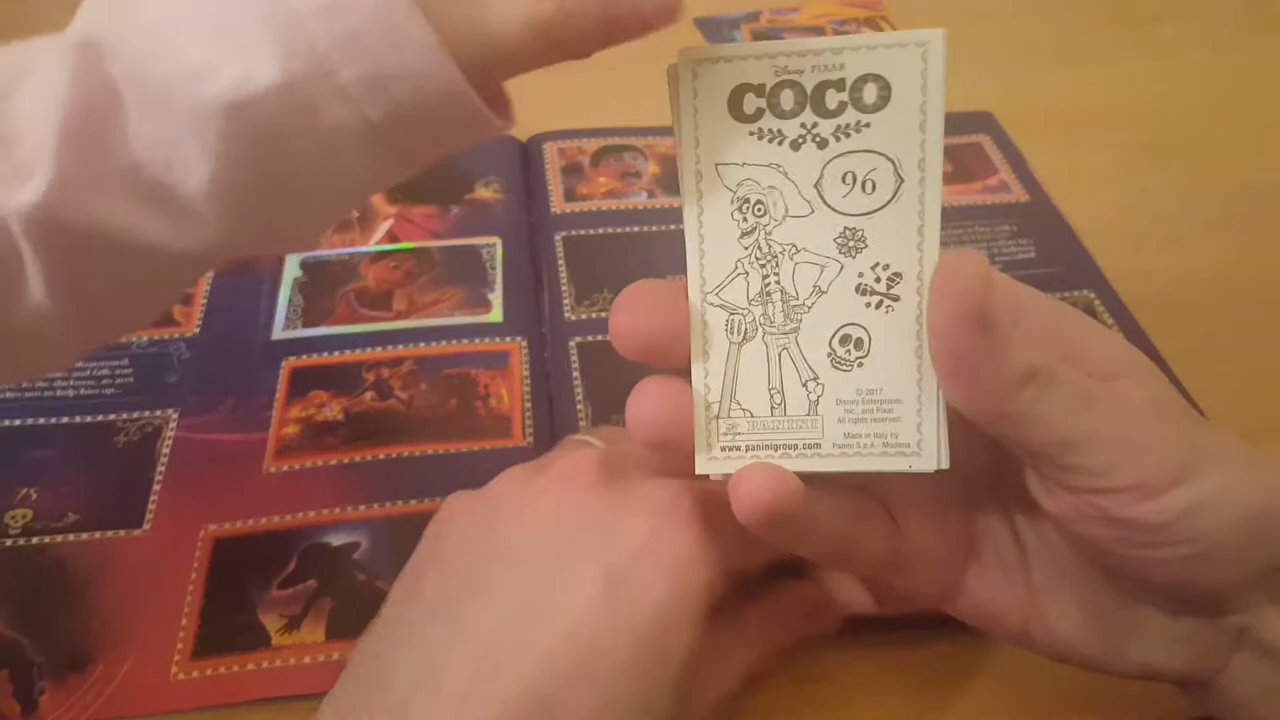 Disney PIXAR
COCO
96
© 2017
Disney Enterprises,
Inc., and Pixar.
All rights reserved.
PANINI
Made in Italy by
www.paninigroup.com
Panini S.p.A. - Modena
75